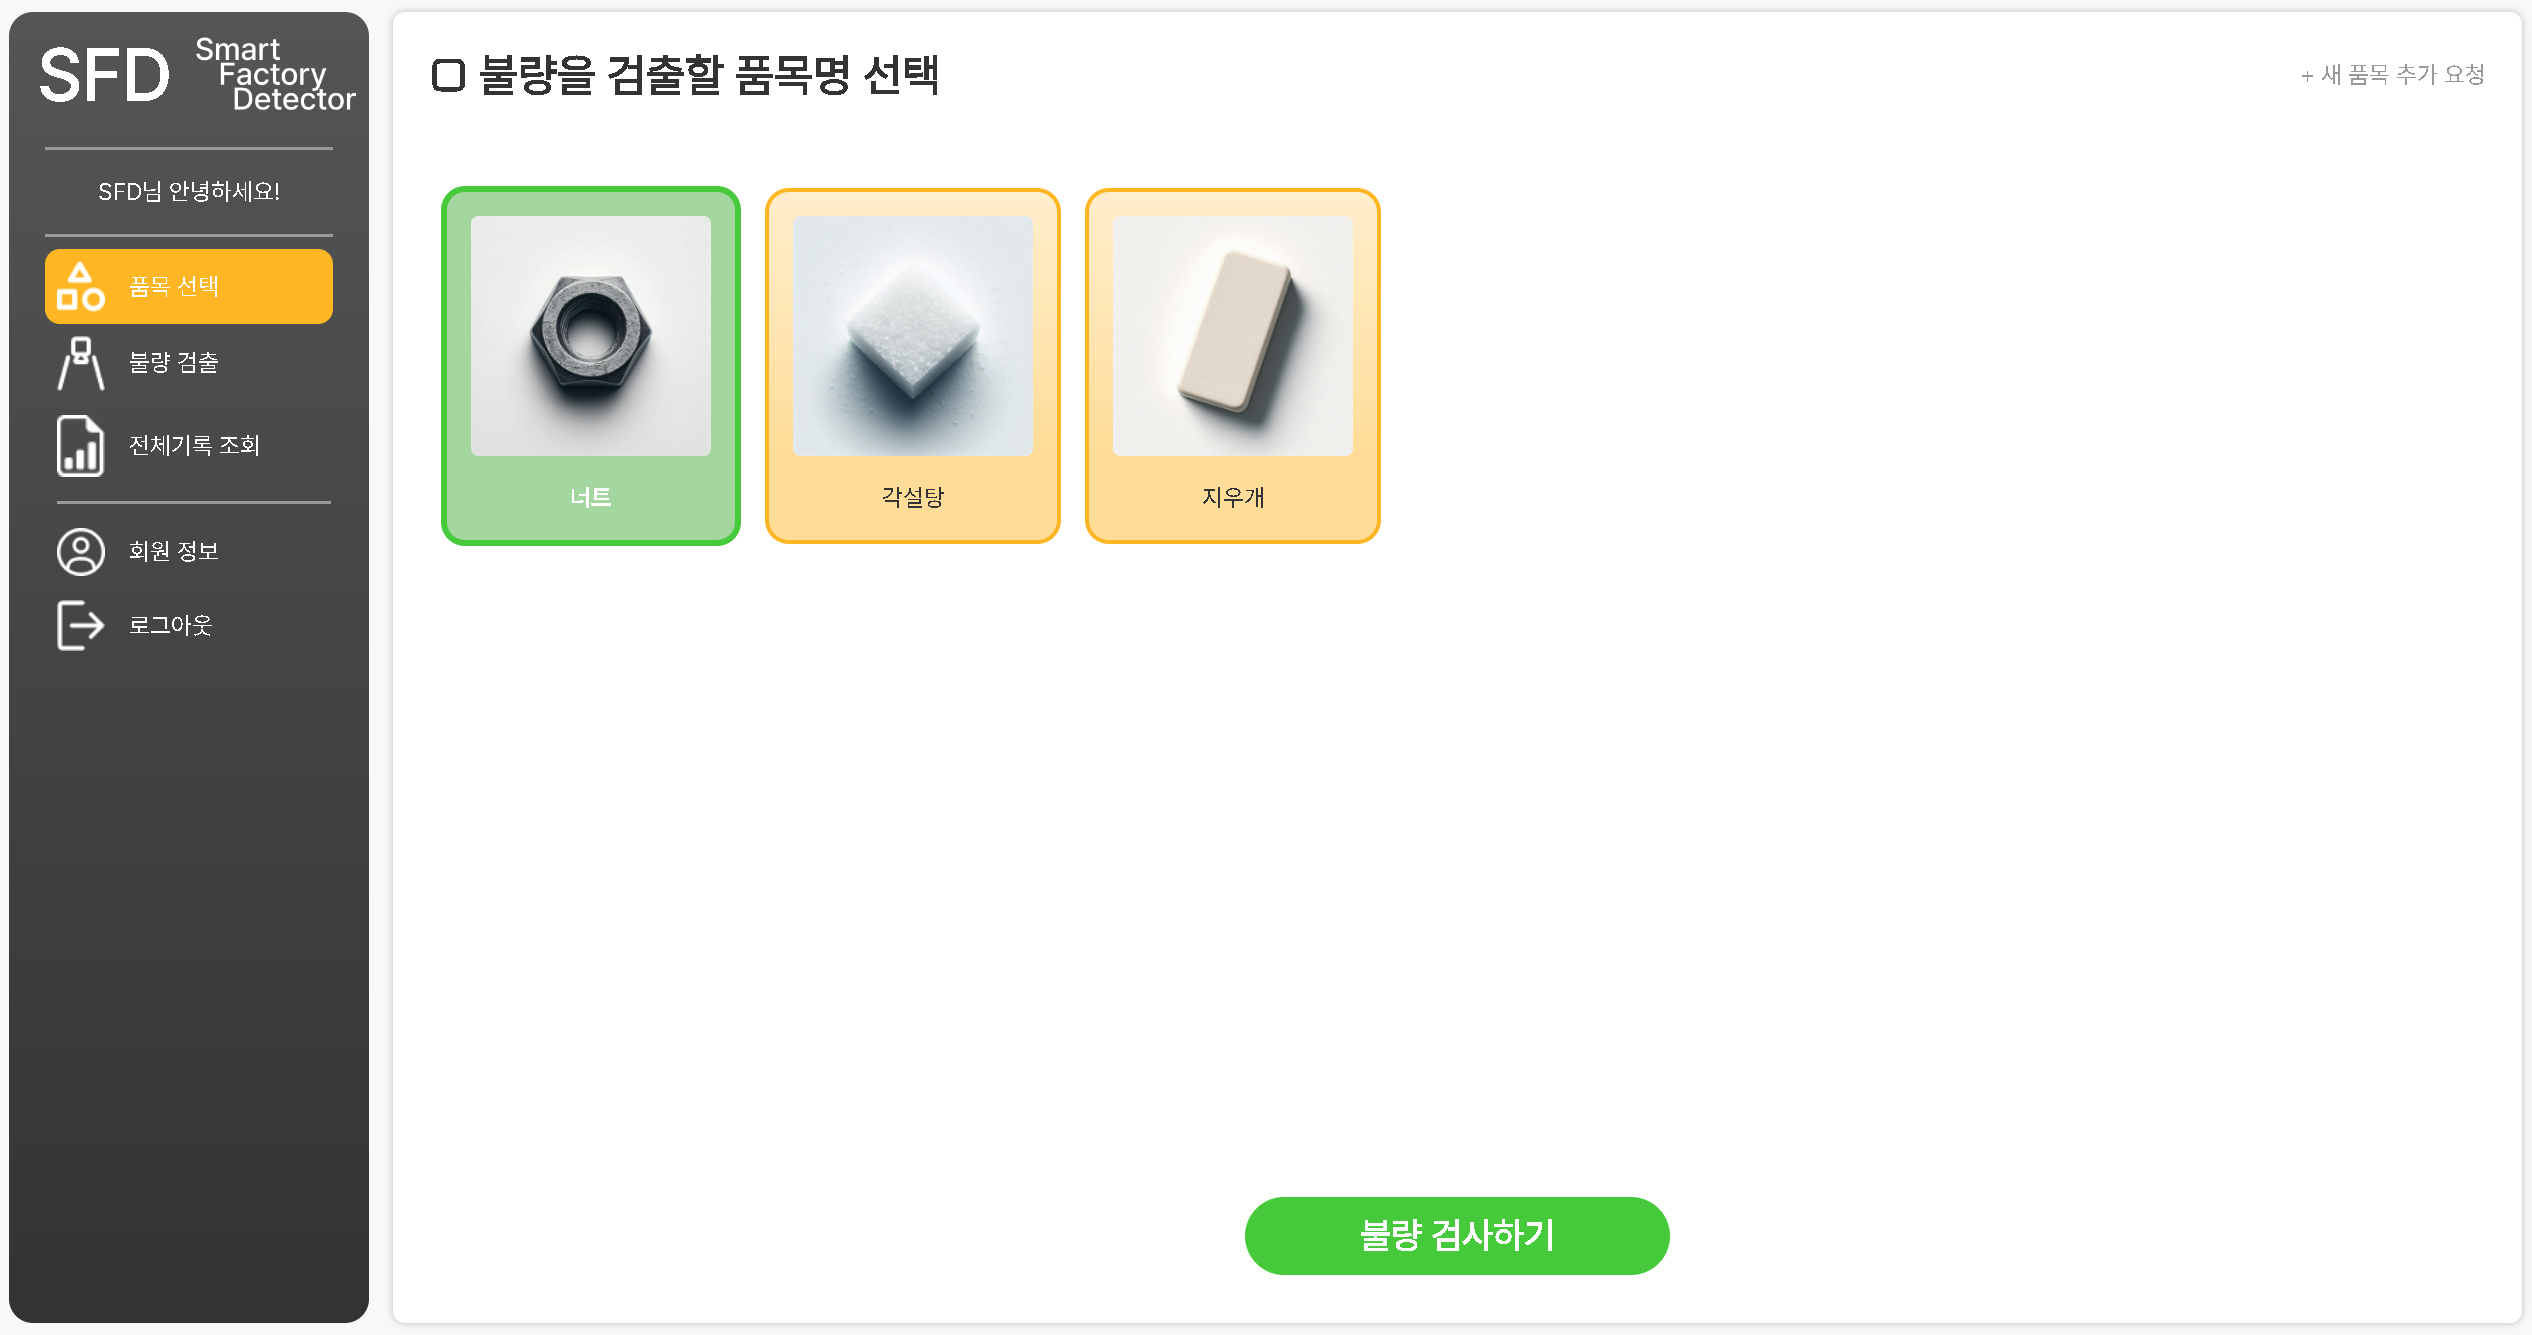 SFD
Smart
Factory
Detector
SFD님 안녕하세요!
품목 선택
불량 검출
전체기록 조회
회원 정보
로그아웃
불량을 검출할 품목명 선택
+ 새 품목 추가 요청
너트
각설탕
지우개
불량 검사하기